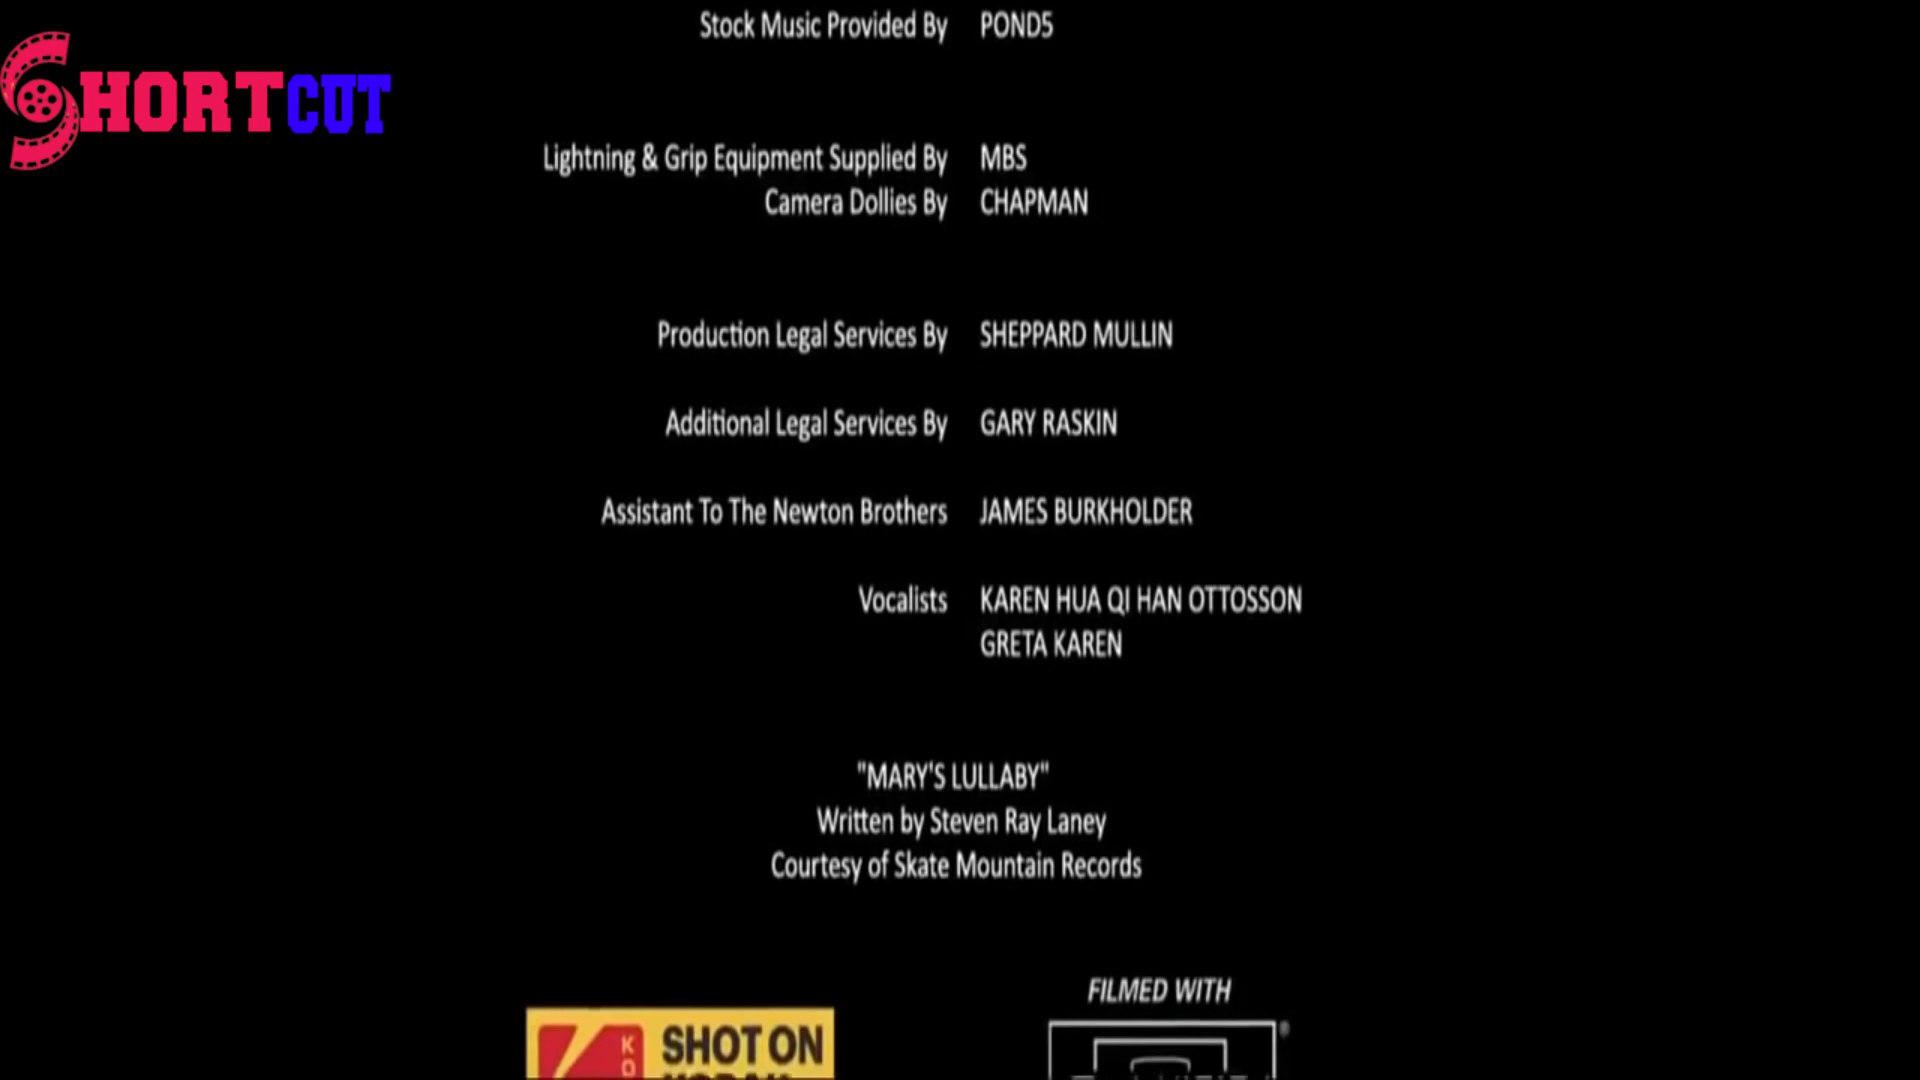 SHORTCUT
Stock Music Provided By POND5
Lightning & Grip Equipment Supplied By MBS
Camera Dollies By CHAPMAN
Production Legal Services By SHEPPARD MULLIN
Additional Legal Services By GARY RASKIN
Assistant To The Newton Brothers JAMES BURKHOLDER
Vocalists KAREN HUA QI HAN OTTOSSON
GRETA KAREN
"MARY'S LULLABY"
Written by Steven Ray Laney
Courtesy of Skate Mountain Records
FILMED WITH
SHOT ON